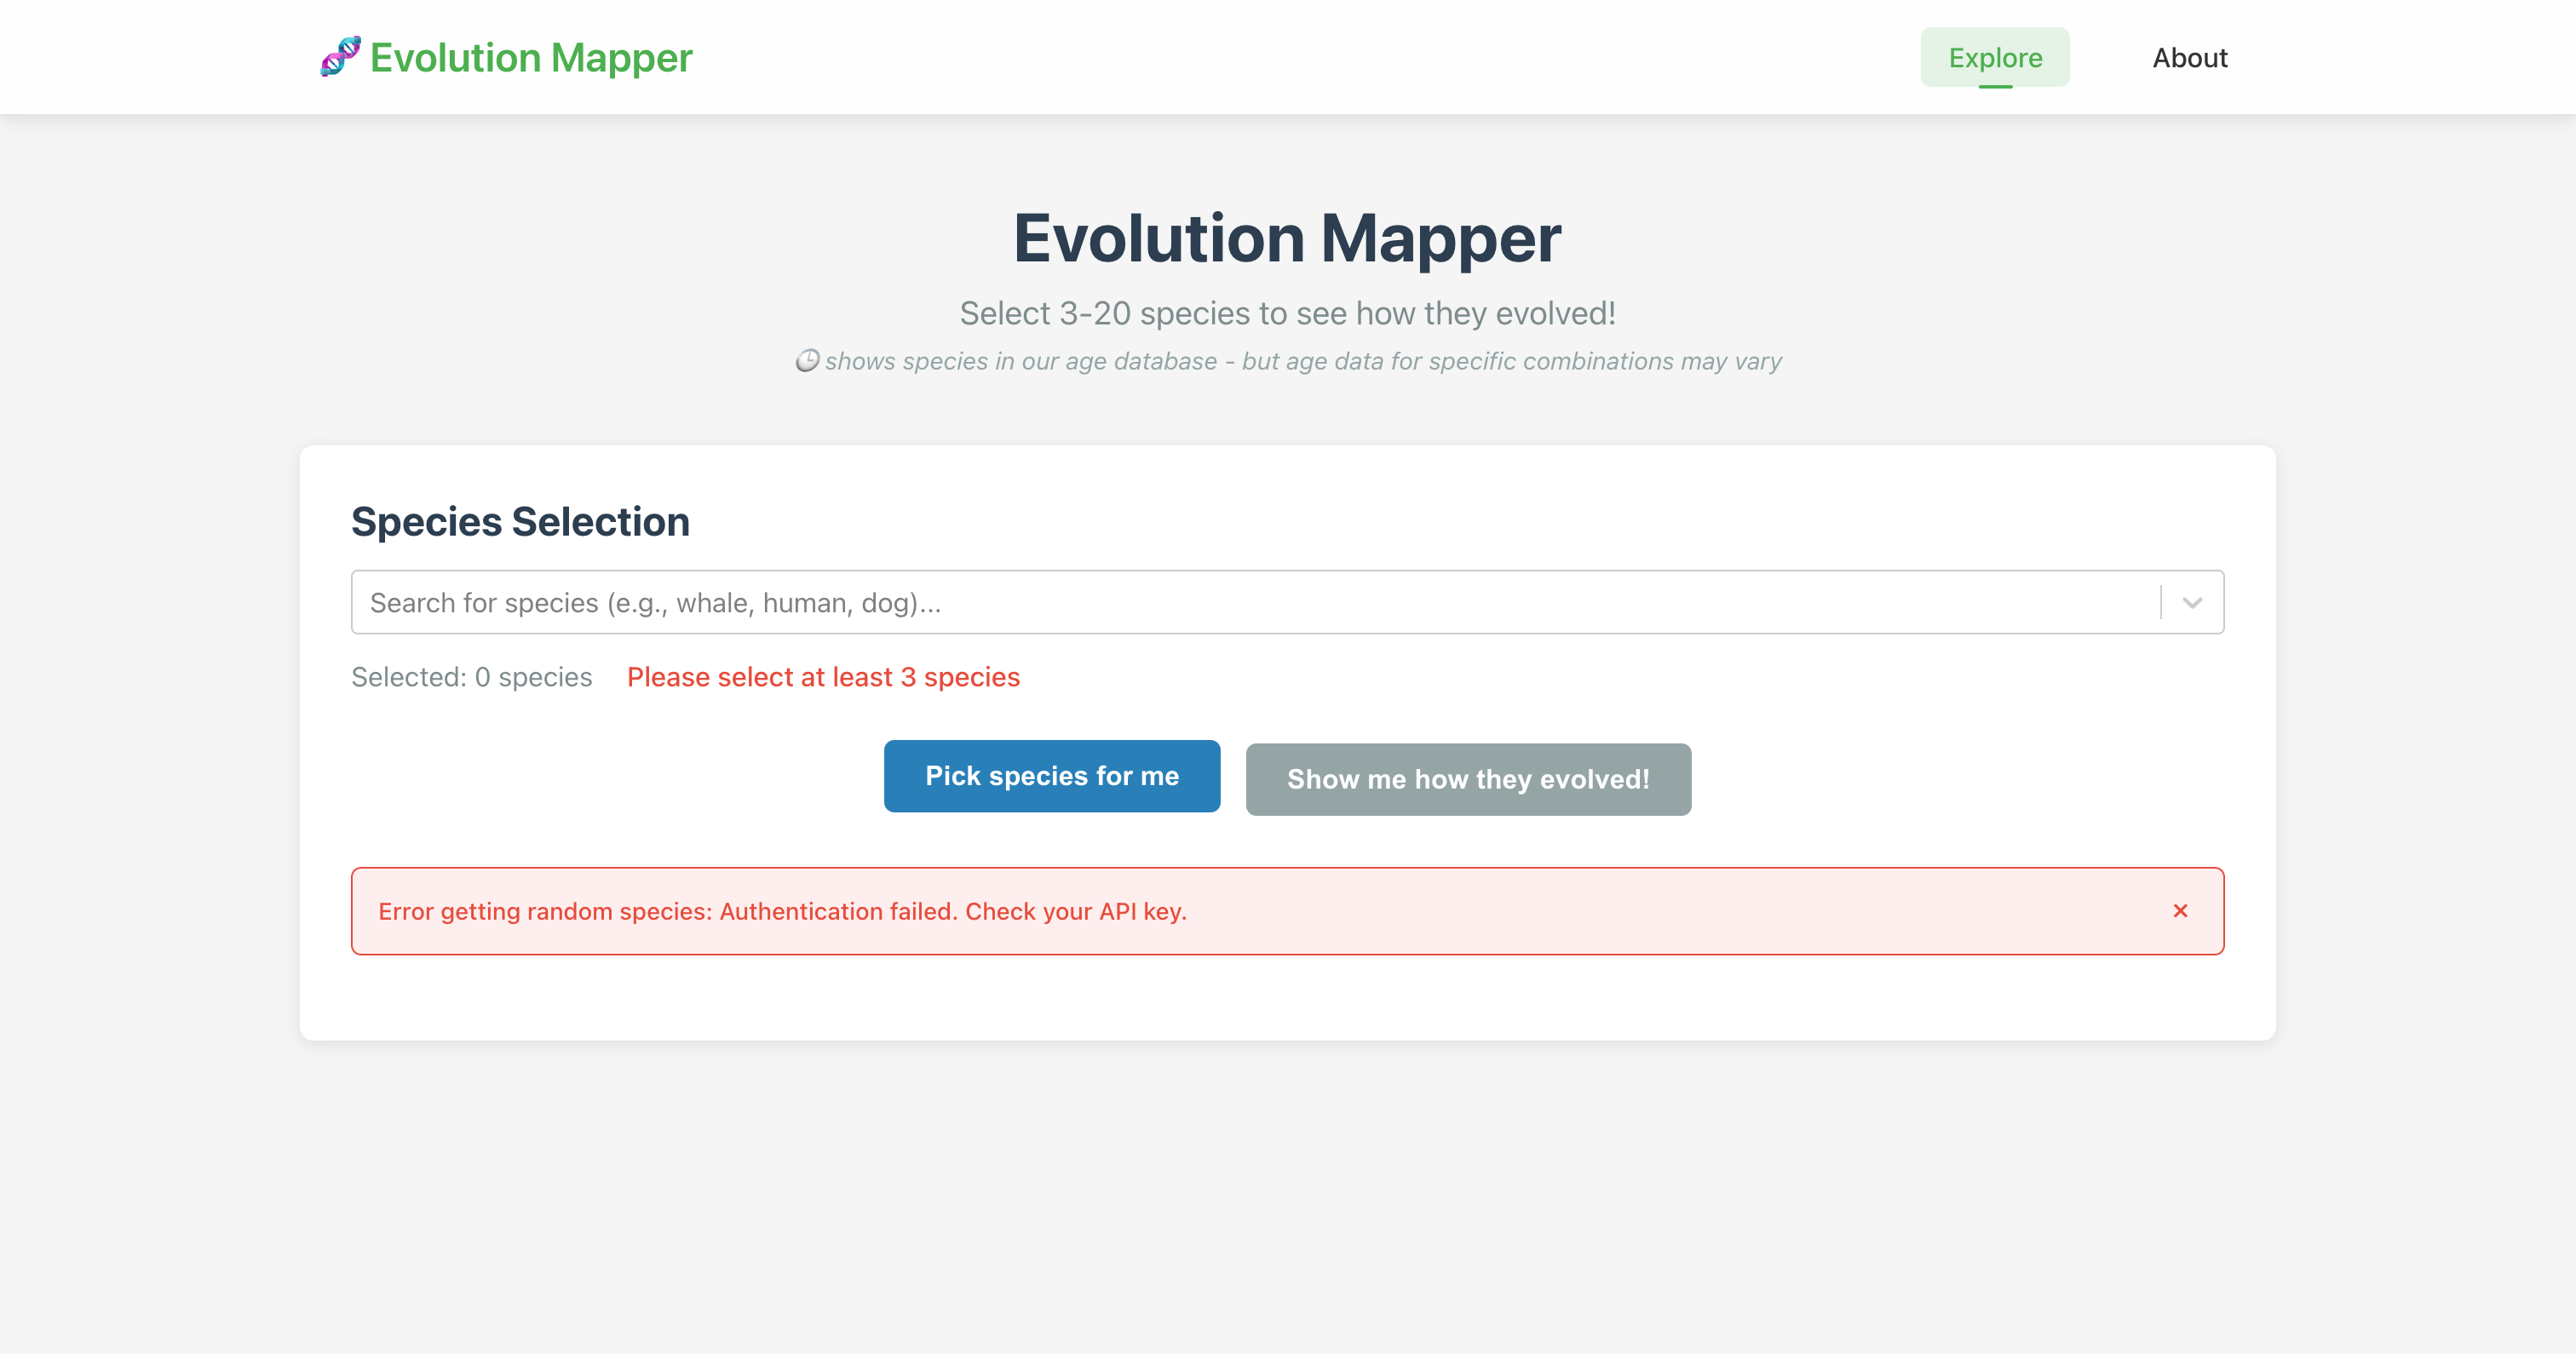 Evolution Mapper
Explore
About
Evolution Mapper
Select 3-20 species to see how they evolved!
🕒 shows species in our age database - but age data for specific combinations may vary
Species Selection
Search for species (e.g., whale, human, dog)...
Selected: 0 species
Please select at least 3 species
Pick species for me
Show me how they evolved!
Error getting random species: Authentication failed. Check your API key.
×